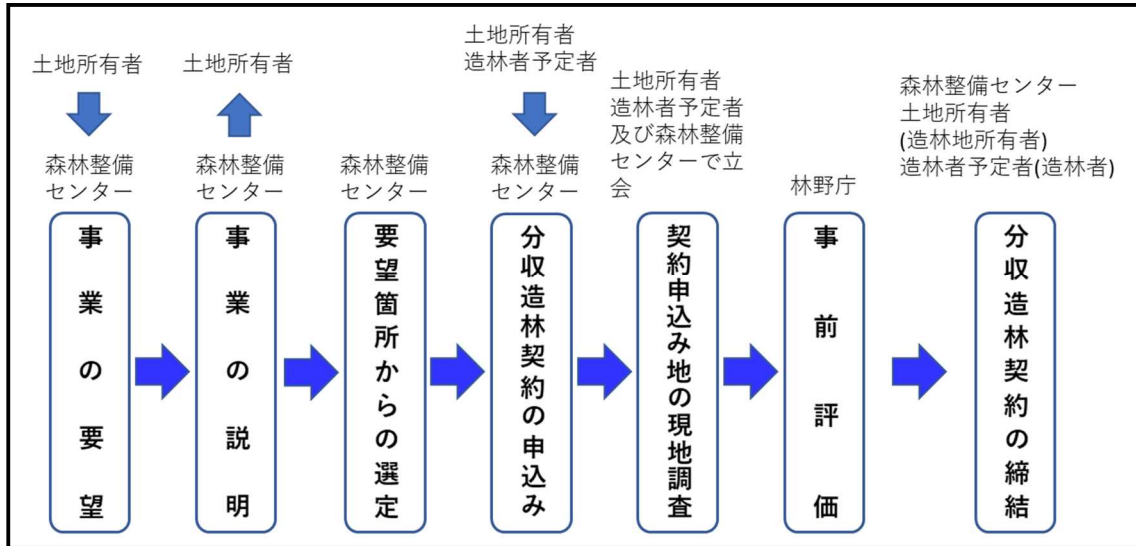 土地所有者
森林整備
センター
事業の要望
土地所有者
森林整備
センター
事業の説明
森林整備
センター
要望箇所からの選定
土地所有者
造林者予定者
森林整備
センター
分収造林契約の申込み
土地所有者
造林者予定者
及び森林整備
センターで立
会
契約申込み地の現地調査
林野庁
事前評価
森林整備センター
土地所有者
(造林地所有者)
造林者予定者(造林者)
分収造林契約の締結